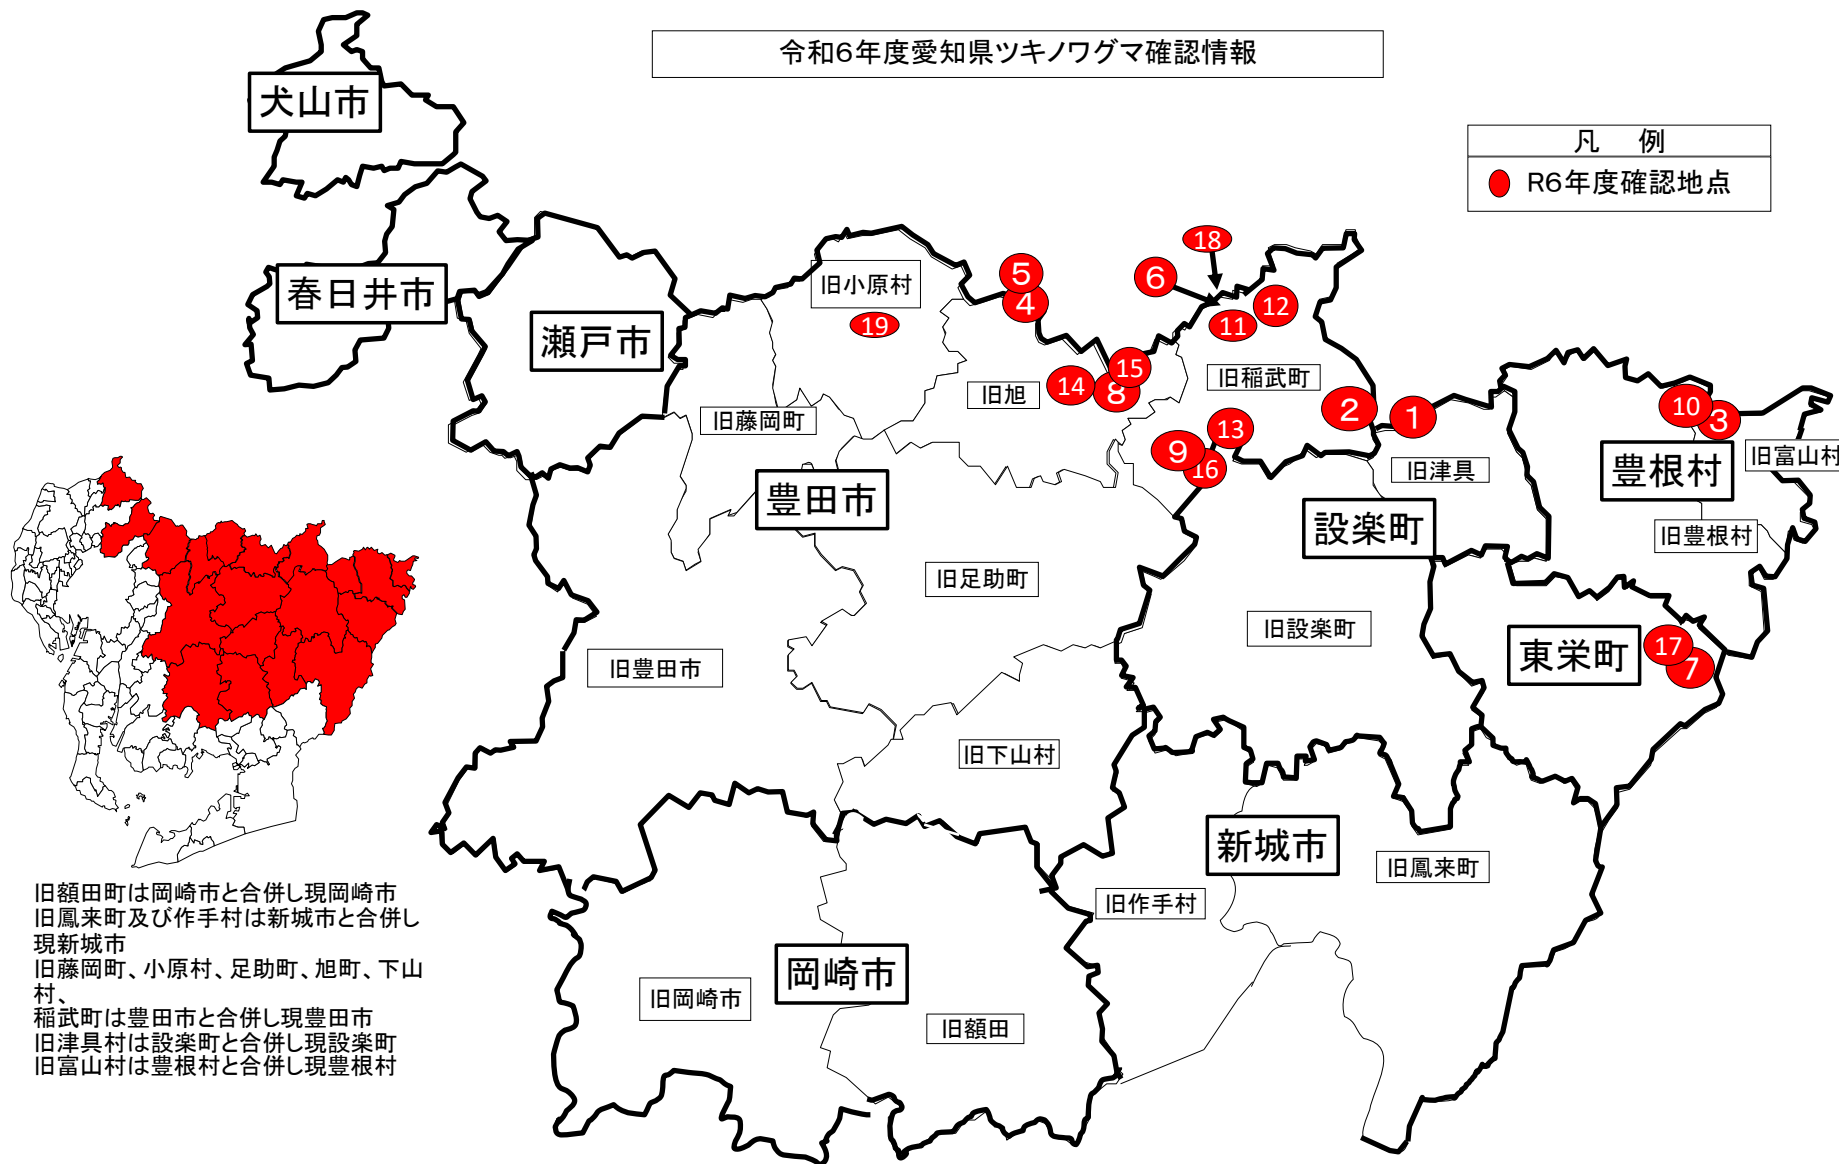 令和6年度愛知県ツキノワグマ確認情報
凡 例
R6年度確認地点
犬山市
春日井市
瀬戸市
旧小原村
19
5
4
6
18
12
11
15
14
8
旧旭
旧稲武町
2
1
13
9
16
旧藤岡町
豊田市
旧津具
設楽町
10
3
豊根村
旧富山村
旧豊根村
旧足助町
旧設楽町
東栄町
17
7
旧豊田市
旧下山村
新城市
旧鳳来町
旧作手村
岡崎市
旧岡崎市
旧額田
旧額田町は岡崎市と合併し現岡崎市
旧鳳来町及び作手村は新城市と合併し
現新城市
旧藤岡町、小原村、足助町、旭町、下山
村、
稲武町は豊田市と合併し現豊田市
旧津具村は設楽町と合併し現設楽町
旧富山村は豊根村と合併し現豊根村